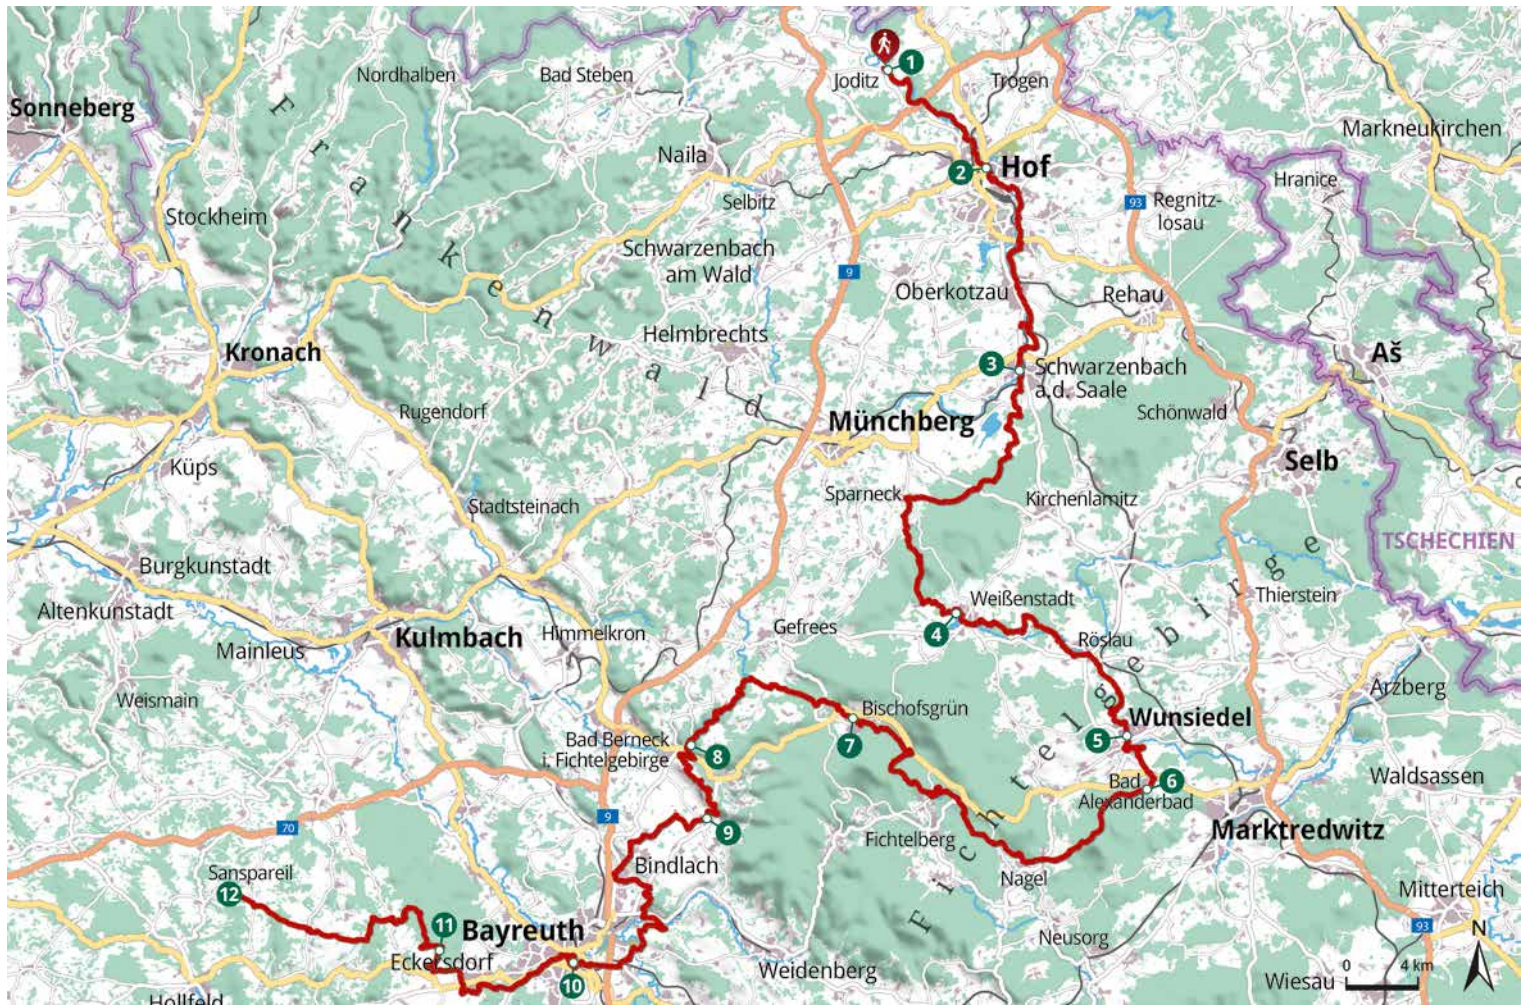 1
Joditz
Trogen
Nordhalben
Bad Steben
Sonneberg
Markneukirchen
Naila
2
Hof
Hranice
Selbitz
93
Regnitz-
losau
Stockheim
Frankenwald
Schwarzenbach
am Wald
9
Oberkotzau
Rehau
Helmbrechts
Kronach
Aš
3
Schwarzenbach
a.d. Saale
Rugendorf
Münchberg
Schönwald
Küps
Selb
Sparneck
Kirchenlamitz
Stadtsteinach
TSCHECHIEN
Burgkunstadt
Altenkunstadt
Weißenstadt
Thierstein
4
Gefrees
Himmelkron
Kulmbach
Mainleus
Röslau
Fichtelgebirge
Weismain
Arzberg
Bischofsgrün
7
Wunsiedel
5
Bad Berneck
i. Fichtelgebirge
8
Waldsassen
Bad
Alexanderbad
6
9
70
9
Marktredwitz
Fichtelberg
Bindlach
Sanspareil
12
Nagel
Mitterteich
11
Bayreuth
93
N
Neusorg
Eckersdorf
10
Weidenberg
Wiesau
0 4 km
Hollfeld